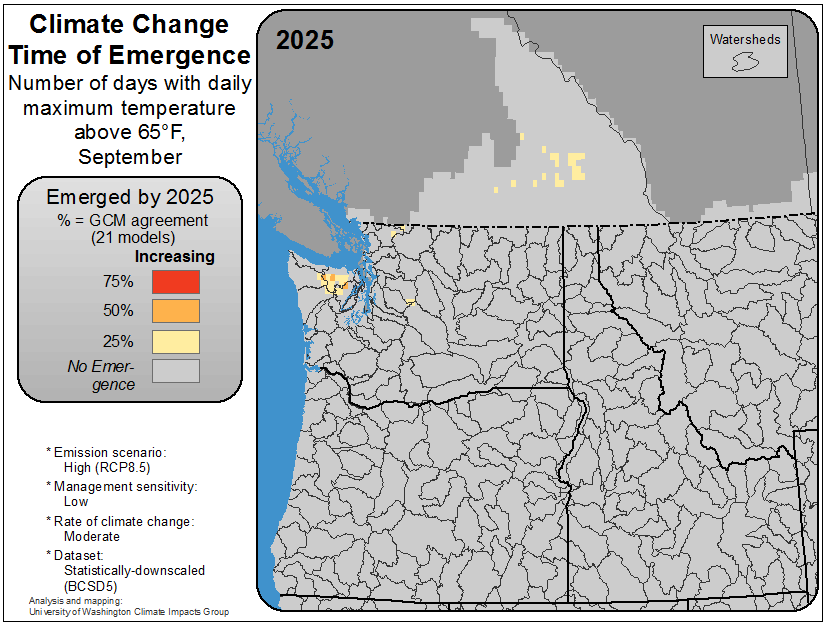 Climate Change
Time of Emergence
Number of days with daily
maximum temperature
above 65°F,
September
Emerged by 2025
% = GCM agreement
(21 models)
Increasing
75%
50%
25%
No Emer-
gence
* Emission scenario:
High (RCP8.5)
* Management sensitivity:
Low
* Rate of climate change:
Moderate
* Dataset:
Statistically-downscaled
(BCSD5)
Analysis and mapping:
University of Washington Climate Impacts Group
2025
Watersheds